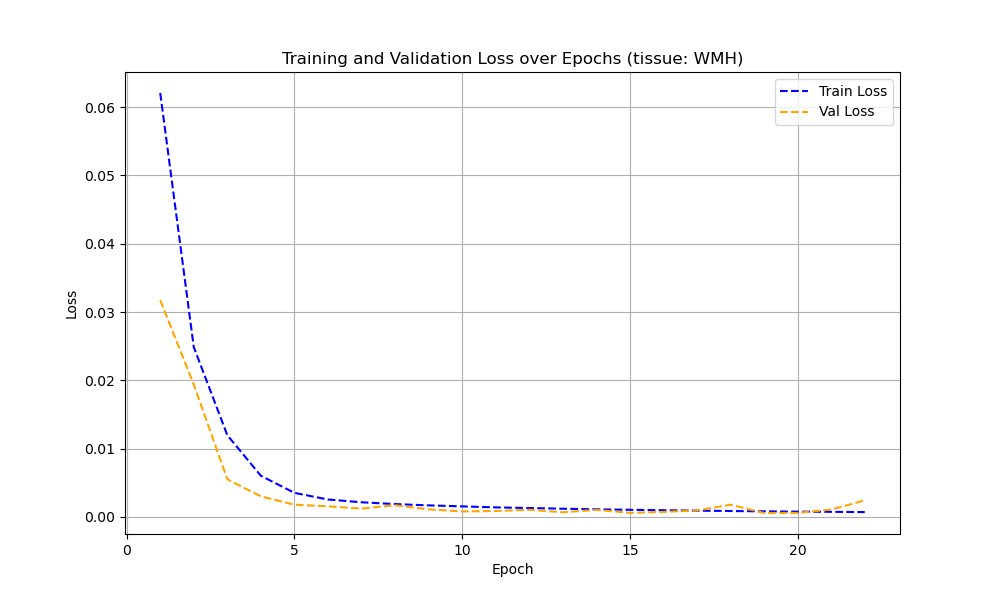 Training and Validation Loss over Epochs (tissue: WMH)
Train Loss
Val Loss
0.06
0.05
0.04
0.03
0.02
0.01
0.00
Loss
0
5
10
15
20
Epoch